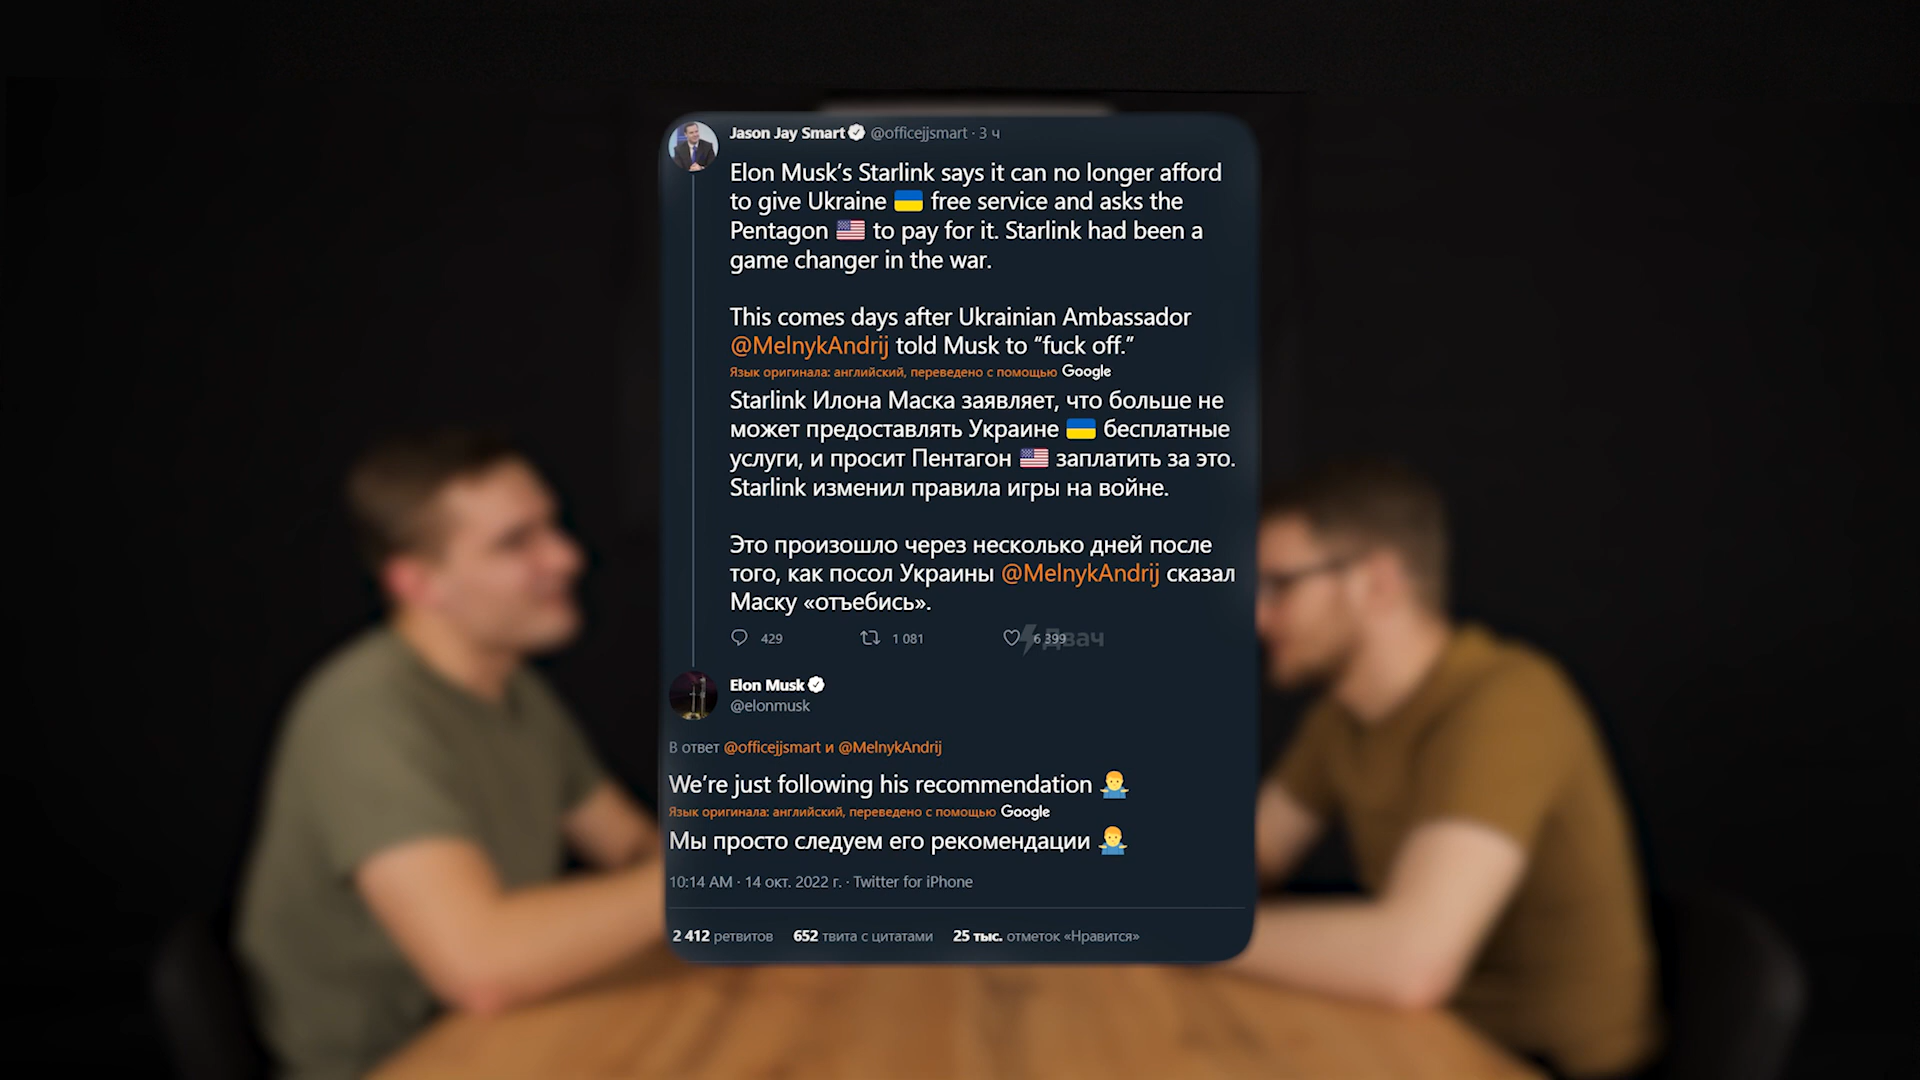 Jason Jay Smart @officejjsmart · 3 ч
Elon Musk's Starlink says it can no longer afford
to give Ukraine 🇺🇦 free service and asks the
Pentagon 🇺🇸 to pay for it. Starlink had been a
game changer in the war.
This comes days after Ukrainian Ambassador
@MelnykAndrij told Musk to “fuck off.”
Язык оригинала: английский, переведено с помощью Google
Starlink Илона Маска заявляет, что больше не
может предоставлять Украине 🇺🇦 бесплатные
услуги, и просит Пентагон 🇺🇸 заплатить за это.
Starlink изменил правила игры на войне.
Это произошло через несколько дней после
того, как посол Украины @MelnykAndrij сказал
Маску «отъебись».
429 1 081 6 399 Двач
Elon Musk
@elonmusk
В ответ @officejjsmart и @MelnykAndrij
We're just following his recommendation 🤷‍♂️
Язык оригинала: английский, переведено с помощью Google
Мы просто следуем его рекомендации 🤷‍♂️
10:14 AM · 14 окт. 2022 г. · Twitter for iPhone
2 412 ретвитов 652 твита с цитатами 25 тыс. отметок «Нравится»